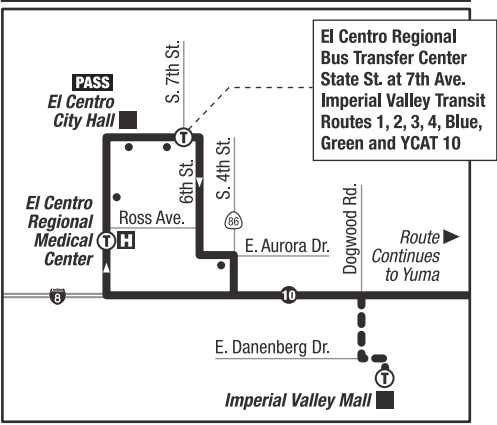 El Centro Regional
Bus Transfer Center
State St. at 7th Ave.
Imperial Valley Transit
Routes 1, 2, 3, 4, Blue,
Green and YCAT 10
S. 7th St.
PASS
El Centro
City Hall
T
6th St.
S. 4th St.
El Centro
Regional
Medical
Center
T H
Ross Ave.
86
E. Aurora Dr.
Dogwood Rd.
Route
Continues
to Yuma
8
10
E. Danenberg Dr.
T
Imperial Valley Mall